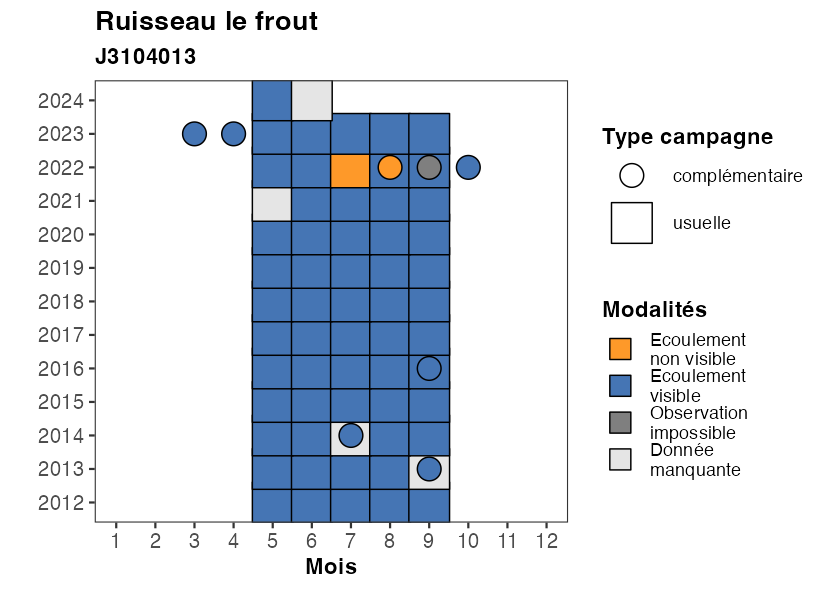 Ruisseau le frout
J3104013
2024
2023
2022
2021
2020
2019
2018
2017
2016
2015
2014
2013
2012
1 2 3 4 5 6 7 8 9 10 11 12
Mois
Type campagne
complémentaire
usuelle
Modalités
Ecoulement
non visible
Ecoulement
visible
Observation
impossible
Donnée
manquante